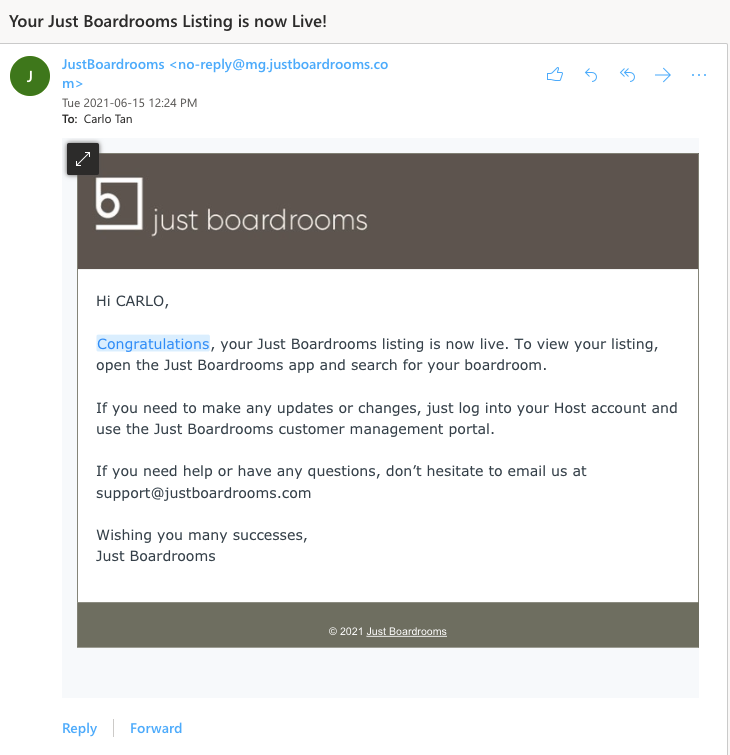 Your Just Boardrooms Listing is now Live!
J
JustBoardrooms <no-reply@mg.justboardrooms.co
m>
Tue 2021-06-15 12:24 PM
To: Carlo Tan
b
just boardrooms
Hi CARLO,
Congratulations, your Just Boardrooms listing is now live. To view your listing,
open the Just Boardrooms app and search for your boardroom.
If you need to make any updates or changes, just log into your Host account and
use the Just Boardrooms customer management portal.
If you need help or have any questions, don’t hesitate to email us at
support@justboardrooms.com
Wishing you many successes,
Just Boardrooms
© 2021 Just Boardrooms
Reply
Forward